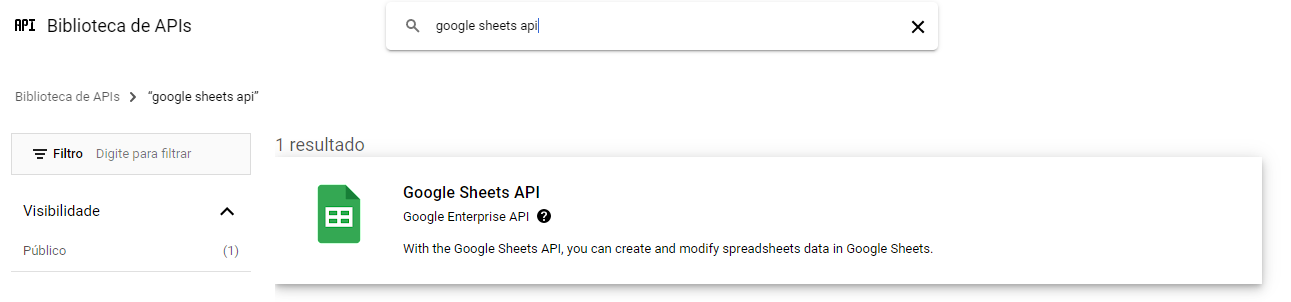 API Biblioteca de APIs
google sheets api
Biblioteca de APIs > “google sheets api”
Filtro Digite para filtrar
1 resultado
Visibilidade
Público (1)
Google Sheets API
Google Enterprise API ?
With the Google Sheets API, you can create and modify spreadsheets data in Google Sheets.